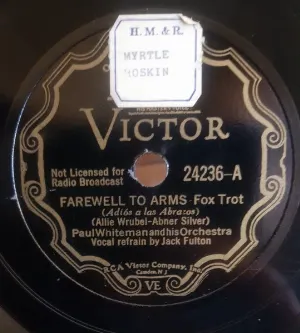 H. M. & R.
MYRTLE
ROSKIN
VICTOR
Not Licensed for
Radio Broadcast
24236-A
FAREWELL TO ARMS-Fox Trot
(Adiós a las Abrazos)
(Allie Wrubel-Abner Silver)
Paul Whiteman and his Orchestra
Vocal refrain by Jack Fulton
RCA Victor Company, Inc.
Camden, N.J.
VE